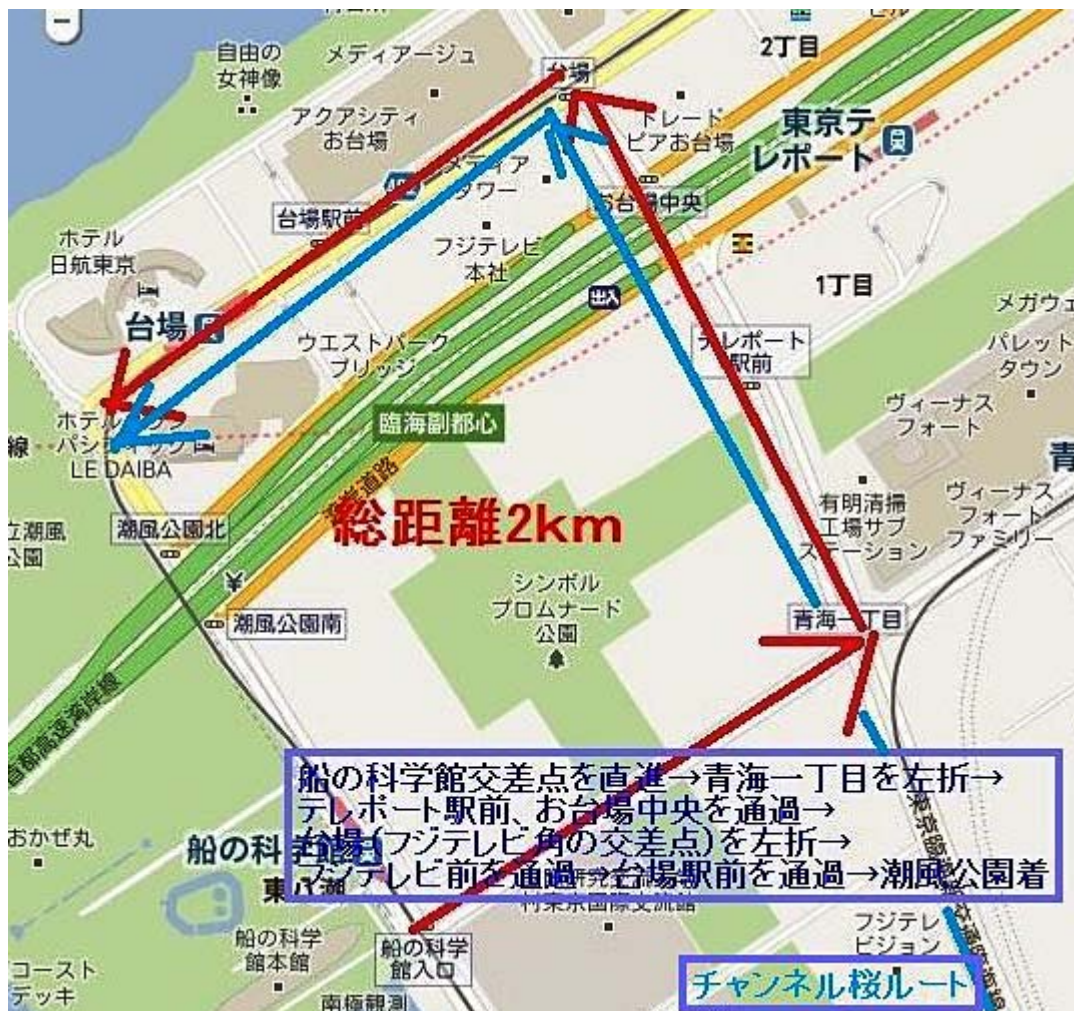 自由の
女神像
メディアージュ
台場
2丁目
アクアシティ
お台場
トレード
ピアお台場
東京テ
レポート
メディア
タワー
台場駅前
お台場中央
ホテル
日航東京
フジテレビ
本社
出入
1丁目
台場
ウエストパーク
ブリッジ
テレポート
駅前
メガウェ
パレット
タウン
ヴィーナス
フォート
臨海副都心
線
LE DAIBA
青
湾岸道路
総距離2km
立潮風
公園
潮風公園北
有明清掃
工場サブ
ステーション
ヴィーナス
フォート
ファミリー
¥
シンボル
プロムナード
公園
潮風公園南
青海一丁目
首都高速湾岸線
船の科学館交差点を直進→青海一丁目を左折→
テレポート駅前、お台場中央を通過→
台場(フジテレビ角の交差点)を左折→
フジテレビ前を通過→台場駅前を通過→潮風公園着
おかぜ丸
船の科学館
東八潮
船の科学
館本館
船の科学
館入口
フジテレ
ビジョン
コースト
デッキ
南極観測
チャンネル桜ルート